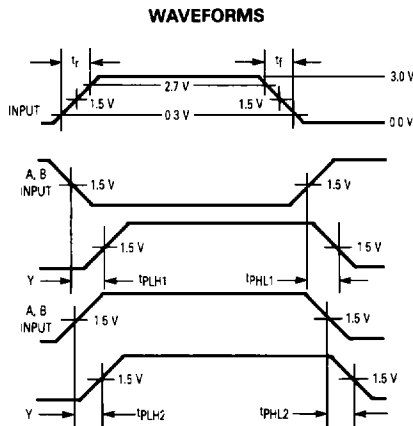 WAVEFORMS
tr
tf
3.0 V
2.7 V
1.5 V
1.5 V
INPUT
0.3 V
0.0 V
A, B
INPUT
1.5 V
1.5 V
1.5 V
1 5 V
Y
tPLH1
tPHL1
A, B
INPUT
1 5 V
1.5 V
1.5 V
1.5 V
Y
tPLH2
tPHL2